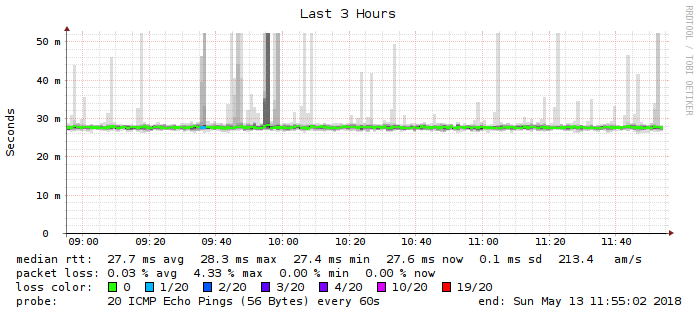 Last 3 Hours
RRDTOOL / TOBI OETIKER
Seconds
50 m
40 m
30 m
20 m
10 m
0
09:00 09:20 09:40 10:00 10:20 10:40 11:00 11:20 11:40
median rtt: 27.7 ms avg 28.3 ms max 27.4 ms min 27.6 ms now 0.1 ms sd 213.4 am/s
packet loss: 0.03 % avg 4.33 % max 0.00 % min 0.00 % now
loss color: 0 1/20 2/20 3/20 4/20 10/20 19/20
probe: 20 ICMP Echo Pings (56 Bytes) every 60s end: Sun May 13 11:55:02 2018